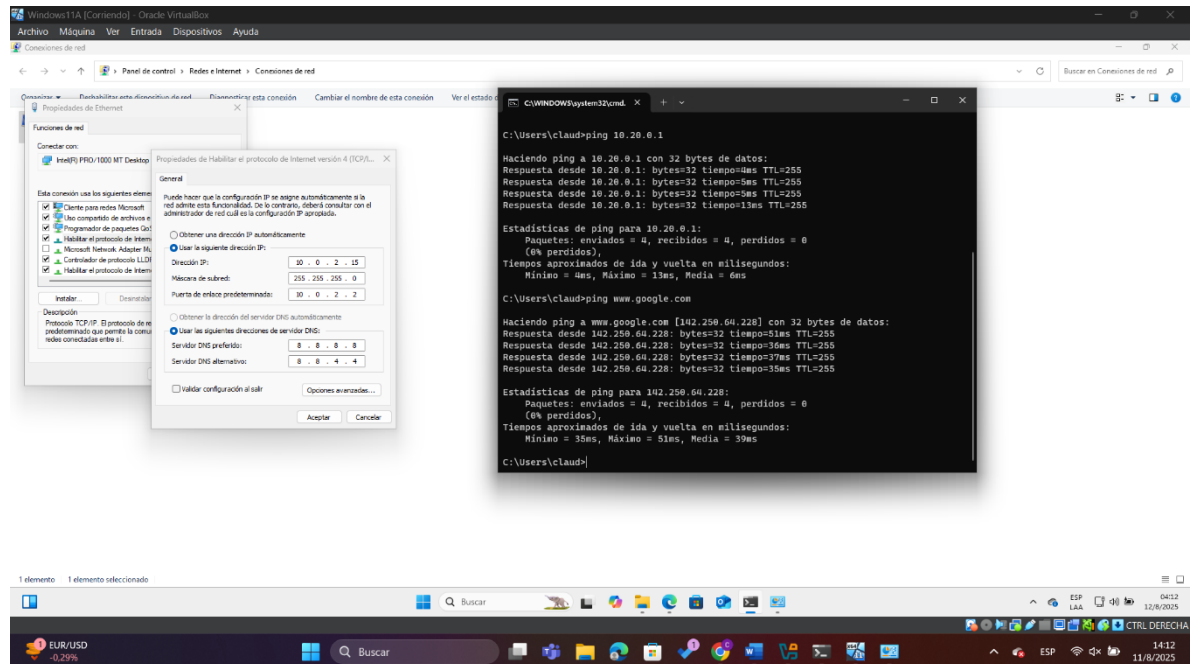 Windows11A [Corriendo] - Oracle VirtualBox
Archivo Máquina Ver Entrada Dispositivos Ayuda
Conexiones de red
Panel de control > Redes e Internet > Conexiones de red
Buscar en Conexiones de red
Organizar Deshabilitar este dispositivo de red Diagnosticar esta conexión Cambiar el nombre de esta conexión Ver el estado d
Propiedades de Ethernet
Funciones de red
Conectar con:
Intel(R) PRO/1000 MT Desktop
Esta conexión usa los siguientes eleme
Cliente para redes Microsoft
Uso compartido de archivos e
Programador de paquetes QoS
Habilitar el protocolo de Intern
Microsoft Network Adapter Mu
Controlador de protocolo LLDP
Habilitar el protocolo de Intern
Instalar...
Desinstalar
Descripción
Protocolo TCP/IP. El protocolo de re
predeterminado que permite la comu
redes conectadas entre sí.
Propiedades de Habilitar el protocolo de Internet versión 4 (TCP/I...
General
Puede hacer que la configuración IP se asigne automáticamente si la
red admite esta funcionalidad. De lo contrario, deberá consultar con el
administrador de red cuál es la configuración IP apropiada.
Obtener una dirección IP automáticamente
Usar la siguiente dirección IP:
Dirección IP: 10 . 0 . 2 . 15
Máscara de subred: 255 . 255 . 255 . 0
Puerta de enlace predeterminada: 10 . 0 . 2 . 2
Obtener la dirección del servidor DNS automáticamente
Usar las siguientes direcciones de servidor DNS:
Servidor DNS preferido: 8 . 8 . 8 . 8
Servidor DNS alternativo: 8 . 8 . 4 . 4
Validar configuración al salir
Opciones avanzadas...
Aceptar Cancelar
C:\WINDOWS\system32\cmd.
C:\Users\claud>ping 10.20.0.1
Haciendo ping a 10.20.0.1 con 32 bytes de datos:
Respuesta desde 10.20.0.1: bytes=32 tiempo=4ms TTL=255
Respuesta desde 10.20.0.1: bytes=32 tiempo=5ms TTL=255
Respuesta desde 10.20.0.1: bytes=32 tiempo=5ms TTL=255
Respuesta desde 10.20.0.1: bytes=32 tiempo=13ms TTL=255
Estadísticas de ping para 10.20.0.1:
Paquetes: enviados = 4, recibidos = 4, perdidos = 0
(0% perdidos),
Tiempos aproximados de ida y vuelta en milisegundos:
Mínimo = 4ms, Máximo = 13ms, Media = 6ms
C:\Users\claud>ping www.google.com
Haciendo ping a www.google.com [142.250.64.228] con 32 bytes de datos:
Respuesta desde 142.250.64.228: bytes=32 tiempo=51ms TTL=255
Respuesta desde 142.250.64.228: bytes=32 tiempo=36ms TTL=255
Respuesta desde 142.250.64.228: bytes=32 tiempo=37ms TTL=255
Respuesta desde 142.250.64.228: bytes=32 tiempo=35ms TTL=255
Estadísticas de ping para 142.250.64.228:
Paquetes: enviados = 4, recibidos = 4, perdidos = 0
(0% perdidos),
Tiempos aproximados de ida y vuelta en milisegundos:
Mínimo = 35ms, Máximo = 51ms, Media = 39ms
C:\Users\claud>
1 elemento 1 elemento seleccionado
Buscar
ESP
LAA
04:12
12/8/2025
CTRL DERECHA
1
EUR/USD
-0,29%
Buscar
ESP
14:12
11/8/2025